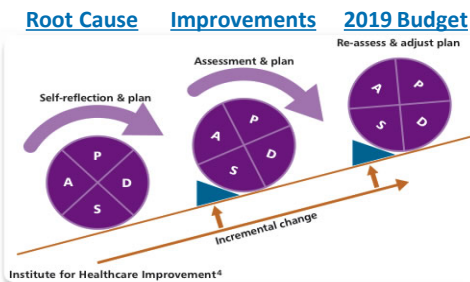 Root Cause Improvements 2019 Budget
Re-assess & adjust plan
Assessment & plan
Self-reflection & plan
P
A D
S
P
A
D
S
P
A
D
S
Incremental change
Institute for Healthcare Improvement⁴